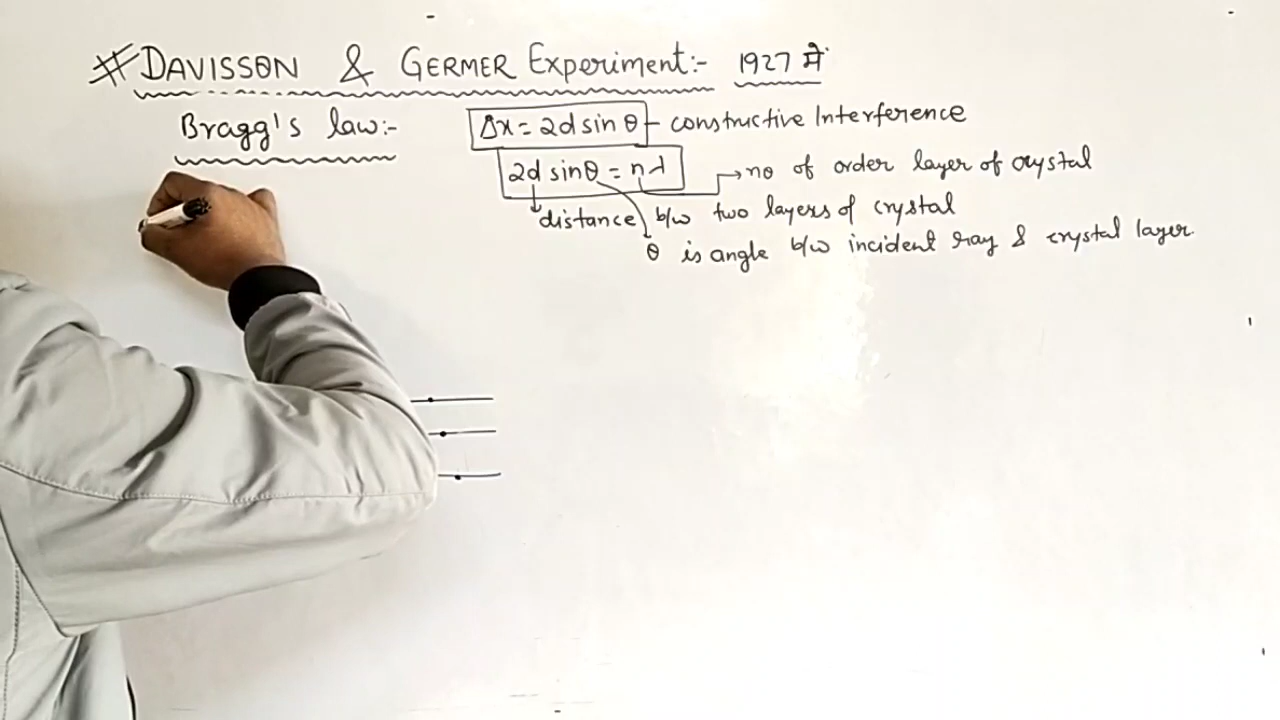 # DAVISSON & GERMER Experiment:- 1927 में
Bragg's law:- Δx = 2d sin θ - constructive Interference
2d sinθ = nλ → no of order layer of crystal
distance b/w two layers of crystal
θ is angle b/w incident ray & crystal layer.